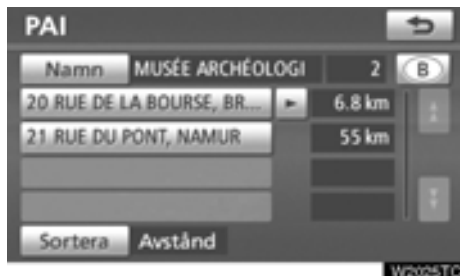 PAI
Namn MUSÉE ARCHÉOLOGI 2 B
20 RUE DE LA BOURSE, BR... 6.8 km
21 RUE DU PONT, NAMUR 55 km
Sortera Avstånd
W2025TC